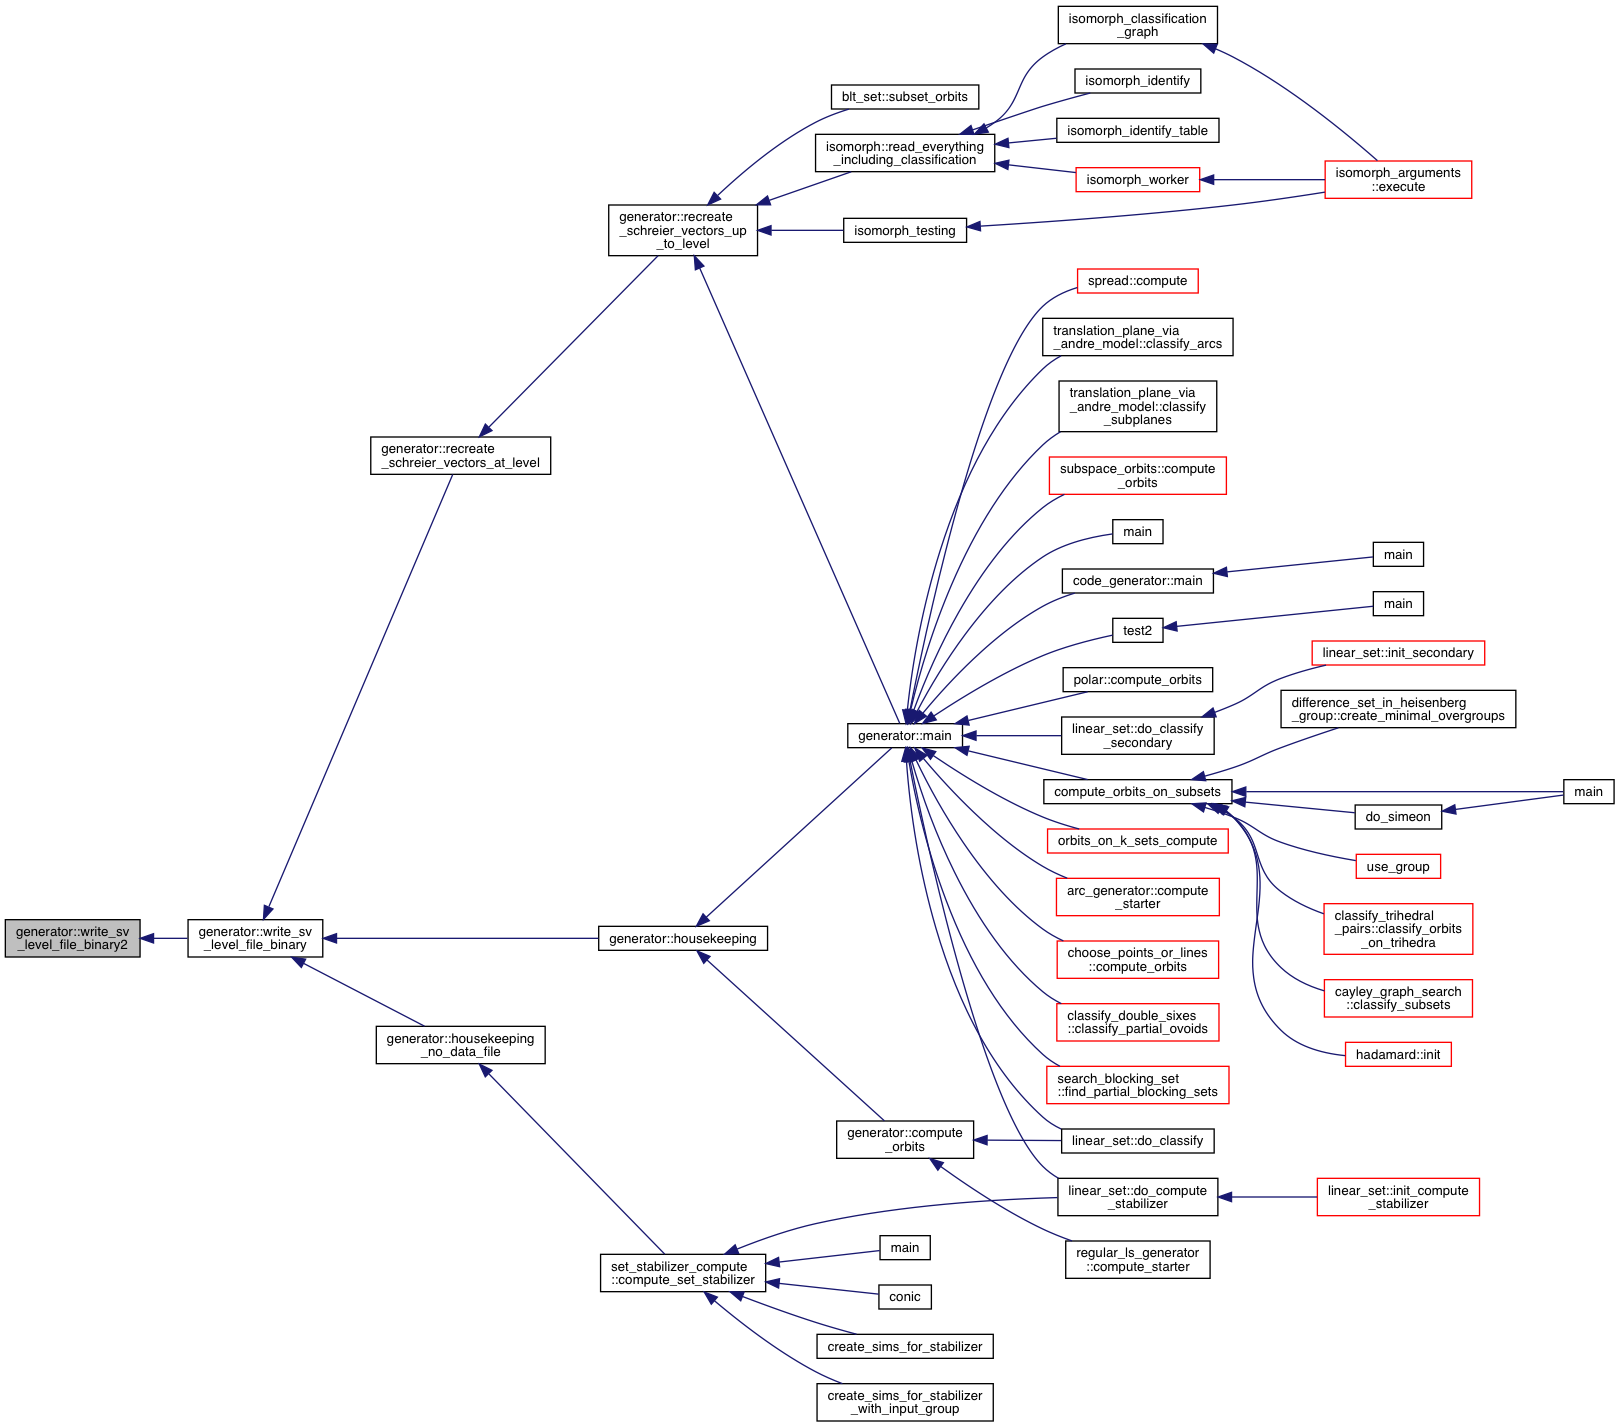 isomorph_classification
_graph
isomorph_identify
blt_set::subset_orbits
isomorph_identify_table
isomorph::read_everything
_including_classification
isomorph_worker
isomorph_arguments
::execute
generator::recreate
_schreier_vectors_up
_to_level
isomorph_testing
spread::compute
translation_plane_via
_andre_model::classify_arcs
translation_plane_via
_andre_model::classify
_subplanes
generator::recreate
_schreier_vectors_at_level
subspace_orbits::compute
_orbits
main
main
code_generator::main
main
test2
linear_set::init_secondary
polar::compute_orbits
difference_set_in_heisenberg
_group::create_minimal_overgroups
generator::main
linear_set::do_classify
_secondary
compute_orbits_on_subsets
main
do_simeon
orbits_on_k_sets_compute
use_group
arc_generator::compute
_starter
classify_trihedral
_pairs::classify_orbits
_on_trihedra
generator::write_sv
_level_file_binary2
generator::write_sv
_level_file_binary
generator::housekeeping
choose_points_or_lines
::compute_orbits
cayley_graph_search
::classify_subsets
classify_double_sixes
::classify_partial_ovoids
generator::housekeeping
_no_data_file
hadamard::init
search_blocking_set
::find_partial_blocking_sets
generator::compute
_orbits
linear_set::do_classify
linear_set::do_compute
_stabilizer
linear_set::init_compute
_stabilizer
main
regular_ls_generator
::compute_starter
set_stabilizer_compute
::compute_set_stabilizer
conic
create_sims_for_stabilizer
create_sims_for_stabilizer
_with_input_group